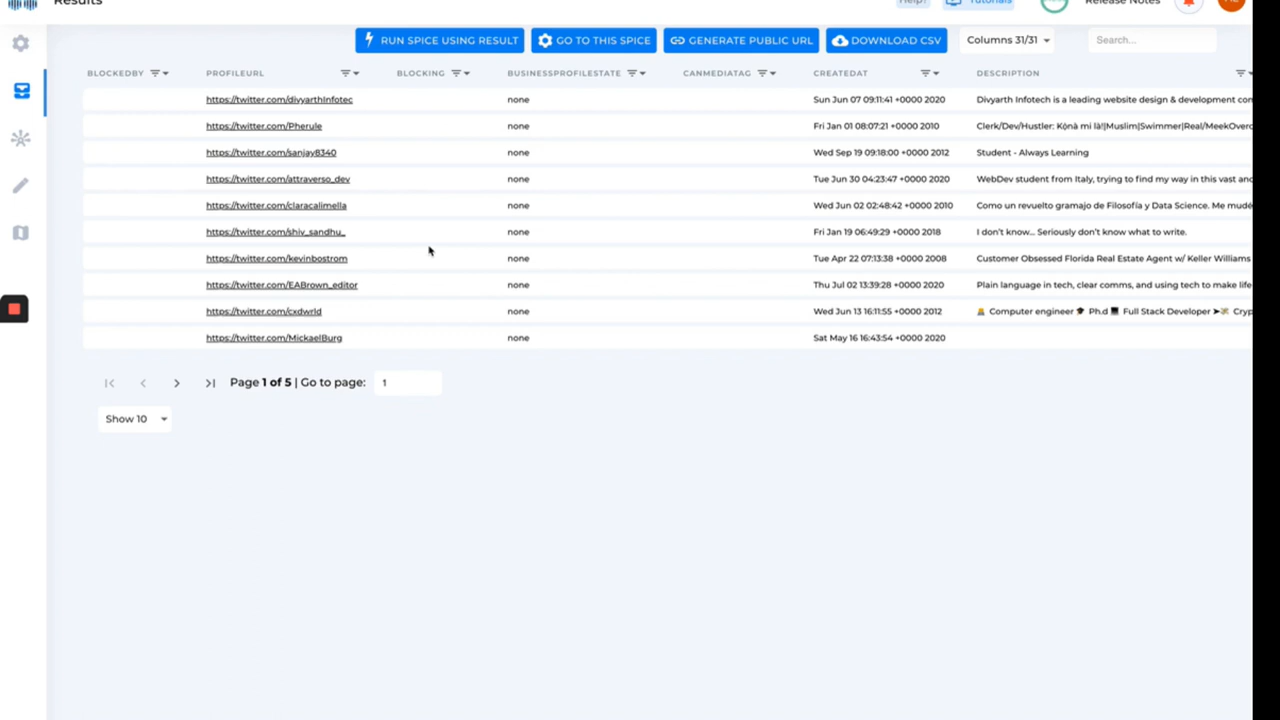 Results Help! Tutorials Release Notes
RUN SPICE USING RESULT GO TO THIS SPICE GENERATE PUBLIC URL DOWNLOAD CSV Columns 31/31 Search...
BLOCKEDBY PROFILEURL BLOCKING BUSINESSPROFILESTATE CANMEDIATAG CREATEDAT DESCRIPTION
https://twitter.com/divyarthInfotec none Sun Jun 07 09:11:41 +0000 2020 Divyarth Infotech is a leading website design & development com
https://twitter.com/Pherule none Fri Jan 01 08:07:21 +0000 2010 Clerk/Dev/Hustler: Kọ́nà mi là!|Muslim|Swimmer|Real/MeekOverc
https://twitter.com/sanjay8340 none Wed Sep 19 09:18:00 +0000 2012 Student - Always Learning
https://twitter.com/attraverso_dev none Tue Jun 30 04:23:47 +0000 2020 WebDev student from Italy, trying to find my way in this vast and
https://twitter.com/claracalimella none Wed Jun 02 02:48:42 +0000 2010 Como un revuelto gramajo de Filosofía y Data Science. Me mudé
https://twitter.com/shiv_sandhu_ none Fri Jan 19 06:49:29 +0000 2018 I don't know... Seriously don't know what to write.
https://twitter.com/kevinbostrom none Tue Apr 22 07:13:38 +0000 2008 Customer Obsessed Florida Real Estate Agent w/ Keller Williams
https://twitter.com/EABrown_editor none Thu Jul 02 13:39:28 +0000 2020 Plain language in tech, clear comms, and using tech to make life
https://twitter.com/cxdwrld none Wed Jun 13 16:11:55 +0000 2012 Computer engineer Ph.d Full Stack Developer Cryp
https://twitter.com/MickaelBurg none Sat May 16 16:43:54 +0000 2020
Page 1 of 5 | Go to page: 1
Show 10